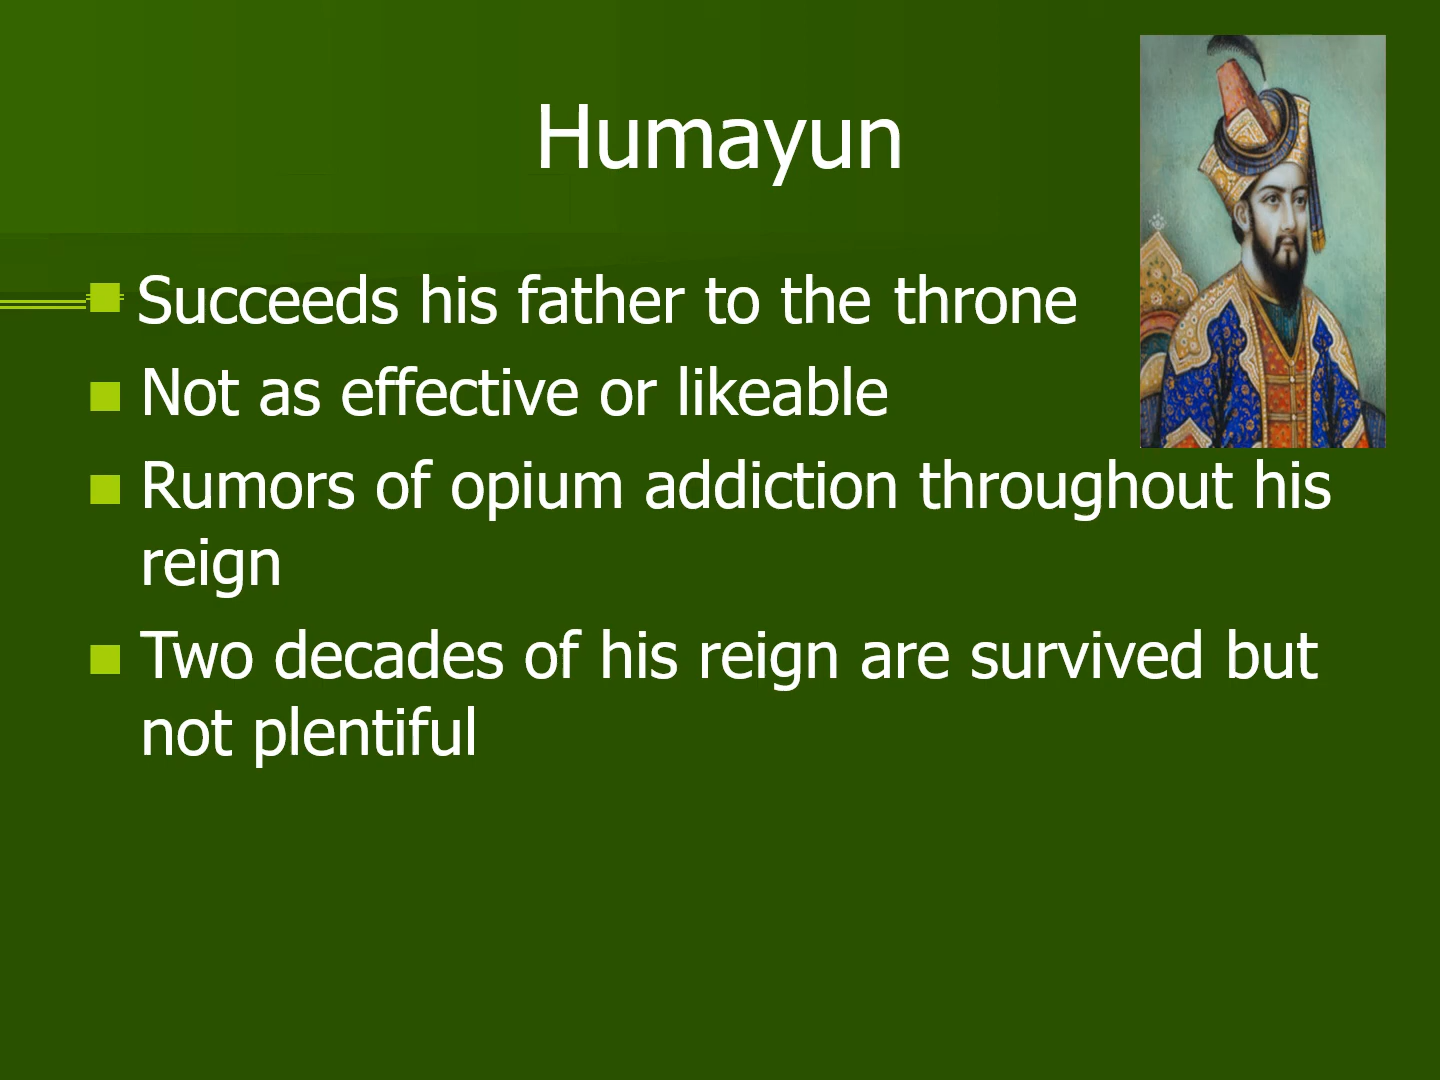 Humayun
Succeeds his father to the throne
Not as effective or likeable
Rumors of opium addiction throughout his
reign
Two decades of his reign are survived but
not plentiful